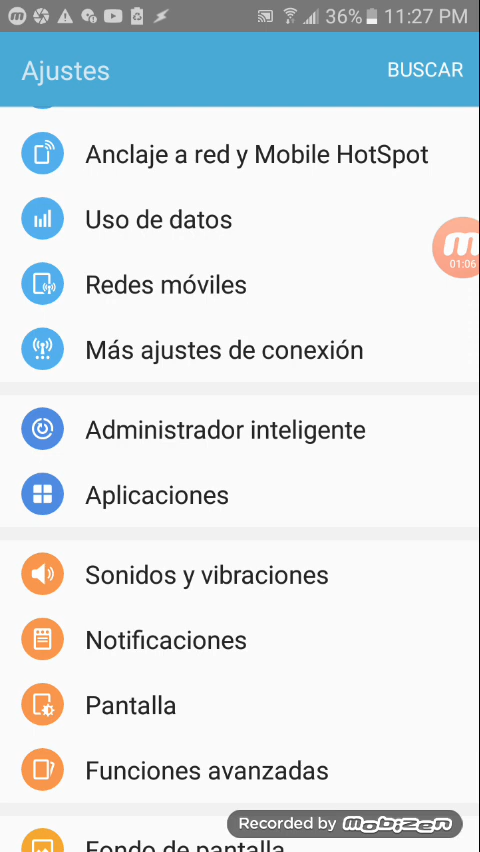 36% 11:27 PM
Ajustes
BUSCAR
Anclaje a red y Mobile HotSpot
Uso de datos
m
01:06
Redes móviles
Más ajustes de conexión
Administrador inteligente
Aplicaciones
Sonidos y vibraciones
Notificaciones
Pantalla
Funciones avanzadas
Recorded by mobizen
Fondo de pantalla